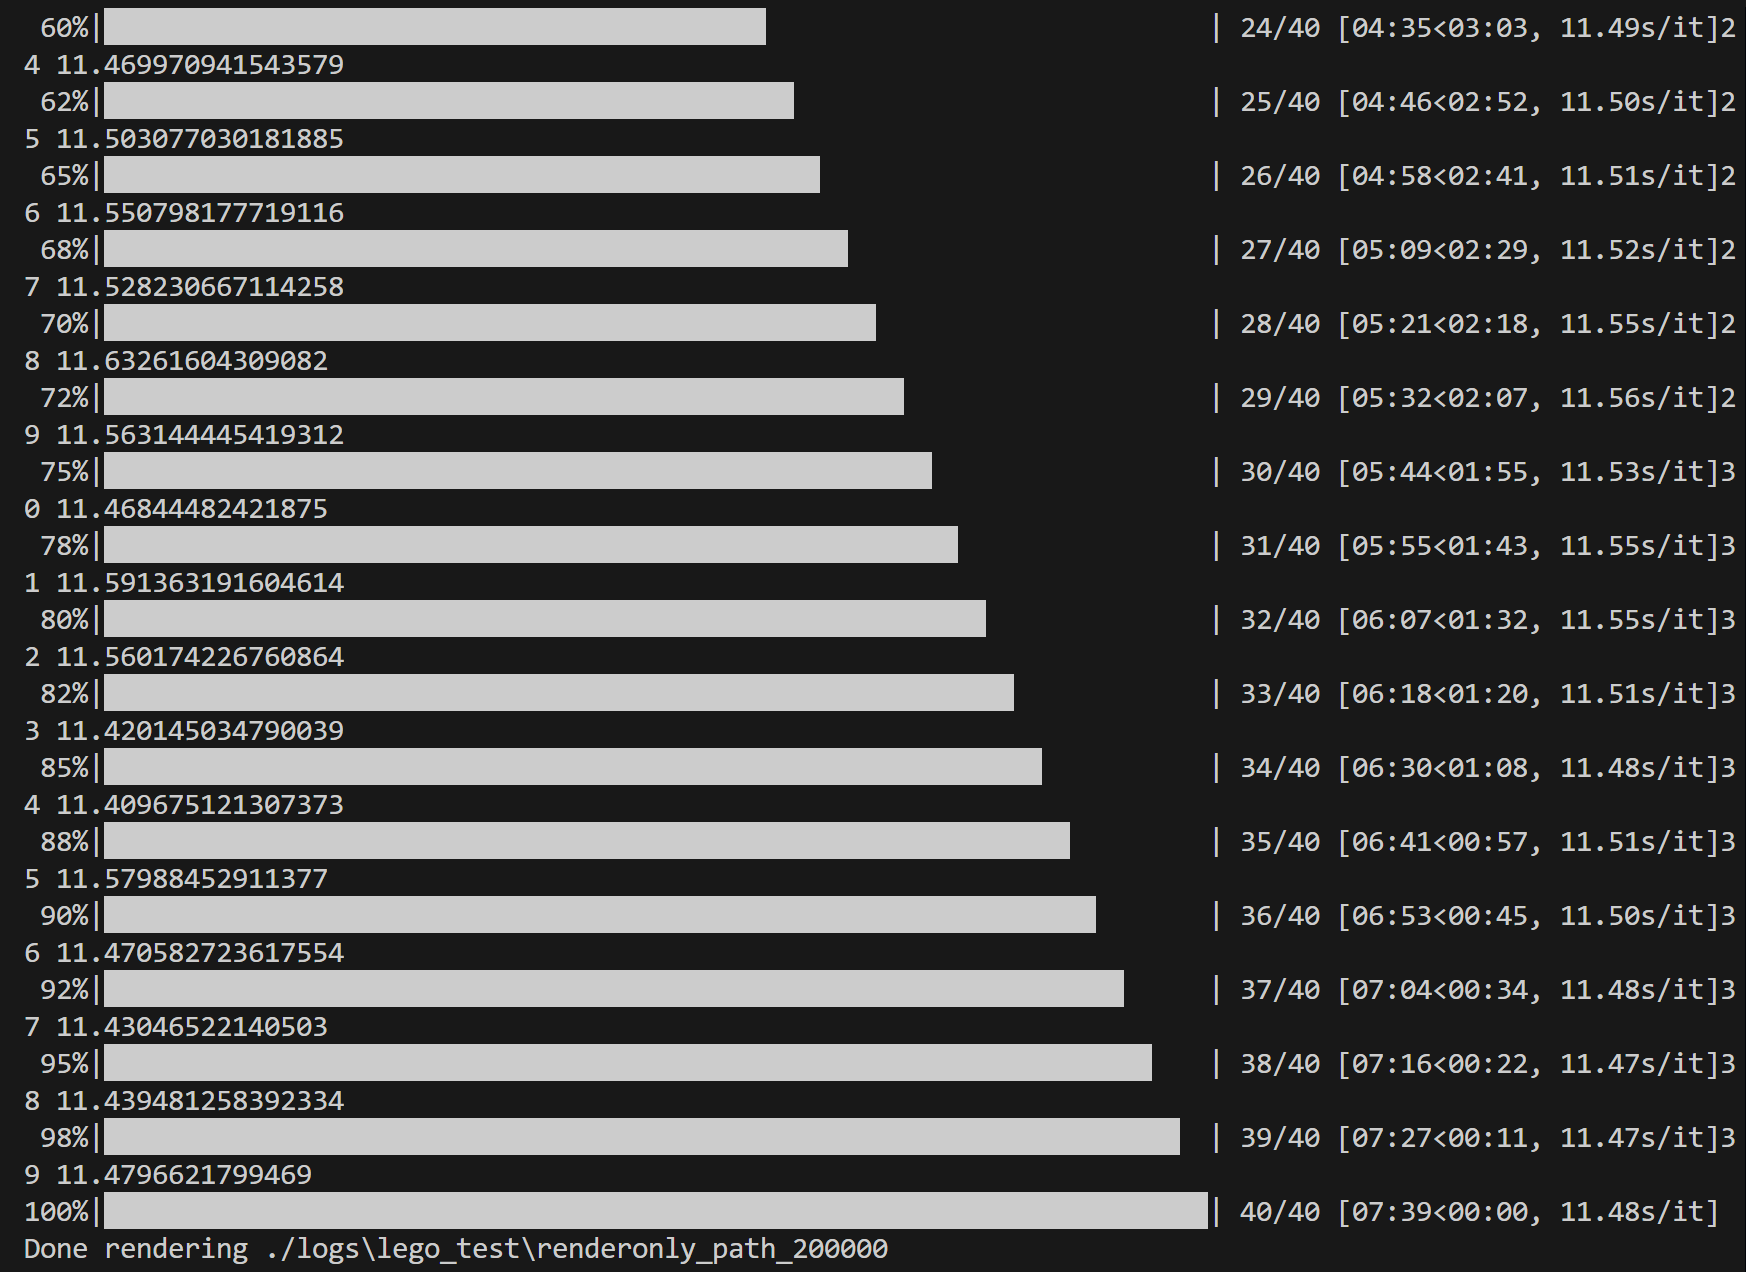 60%| | 24/40 [04:35<03:03, 11.49s/it]2
4 11.469970941543579
62%| | 25/40 [04:46<02:52, 11.50s/it]2
5 11.503077030181885
65%| | 26/40 [04:58<02:41, 11.51s/it]2
6 11.550798177719116
68%| | 27/40 [05:09<02:29, 11.52s/it]2
7 11.528230667114258
70%| | 28/40 [05:21<02:18, 11.55s/it]2
8 11.63261604309082
72%| | 29/40 [05:32<02:07, 11.56s/it]2
9 11.563144445419312
75%| | 30/40 [05:44<01:55, 11.53s/it]3
0 11.46844482421875
78%| | 31/40 [05:55<01:43, 11.55s/it]3
1 11.591363191604614
80%| | 32/40 [06:07<01:32, 11.55s/it]3
2 11.560174226760864
82%| | 33/40 [06:18<01:20, 11.51s/it]3
3 11.420145034790039
85%| | 34/40 [06:30<01:08, 11.48s/it]3
4 11.409675121307373
88%| | 35/40 [06:41<00:57, 11.51s/it]3
5 11.57988452911377
90%| | 36/40 [06:53<00:45, 11.50s/it]3
6 11.470582723617554
92%| | 37/40 [07:04<00:34, 11.48s/it]3
7 11.43046522140503
95%| | 38/40 [07:16<00:22, 11.47s/it]3
8 11.439481258392334
98%| | 39/40 [07:27<00:11, 11.47s/it]3
9 11.4796621799469
100%| | 40/40 [07:39<00:00, 11.48s/it]
Done rendering ./logs\lego_test\renderonly_path_200000